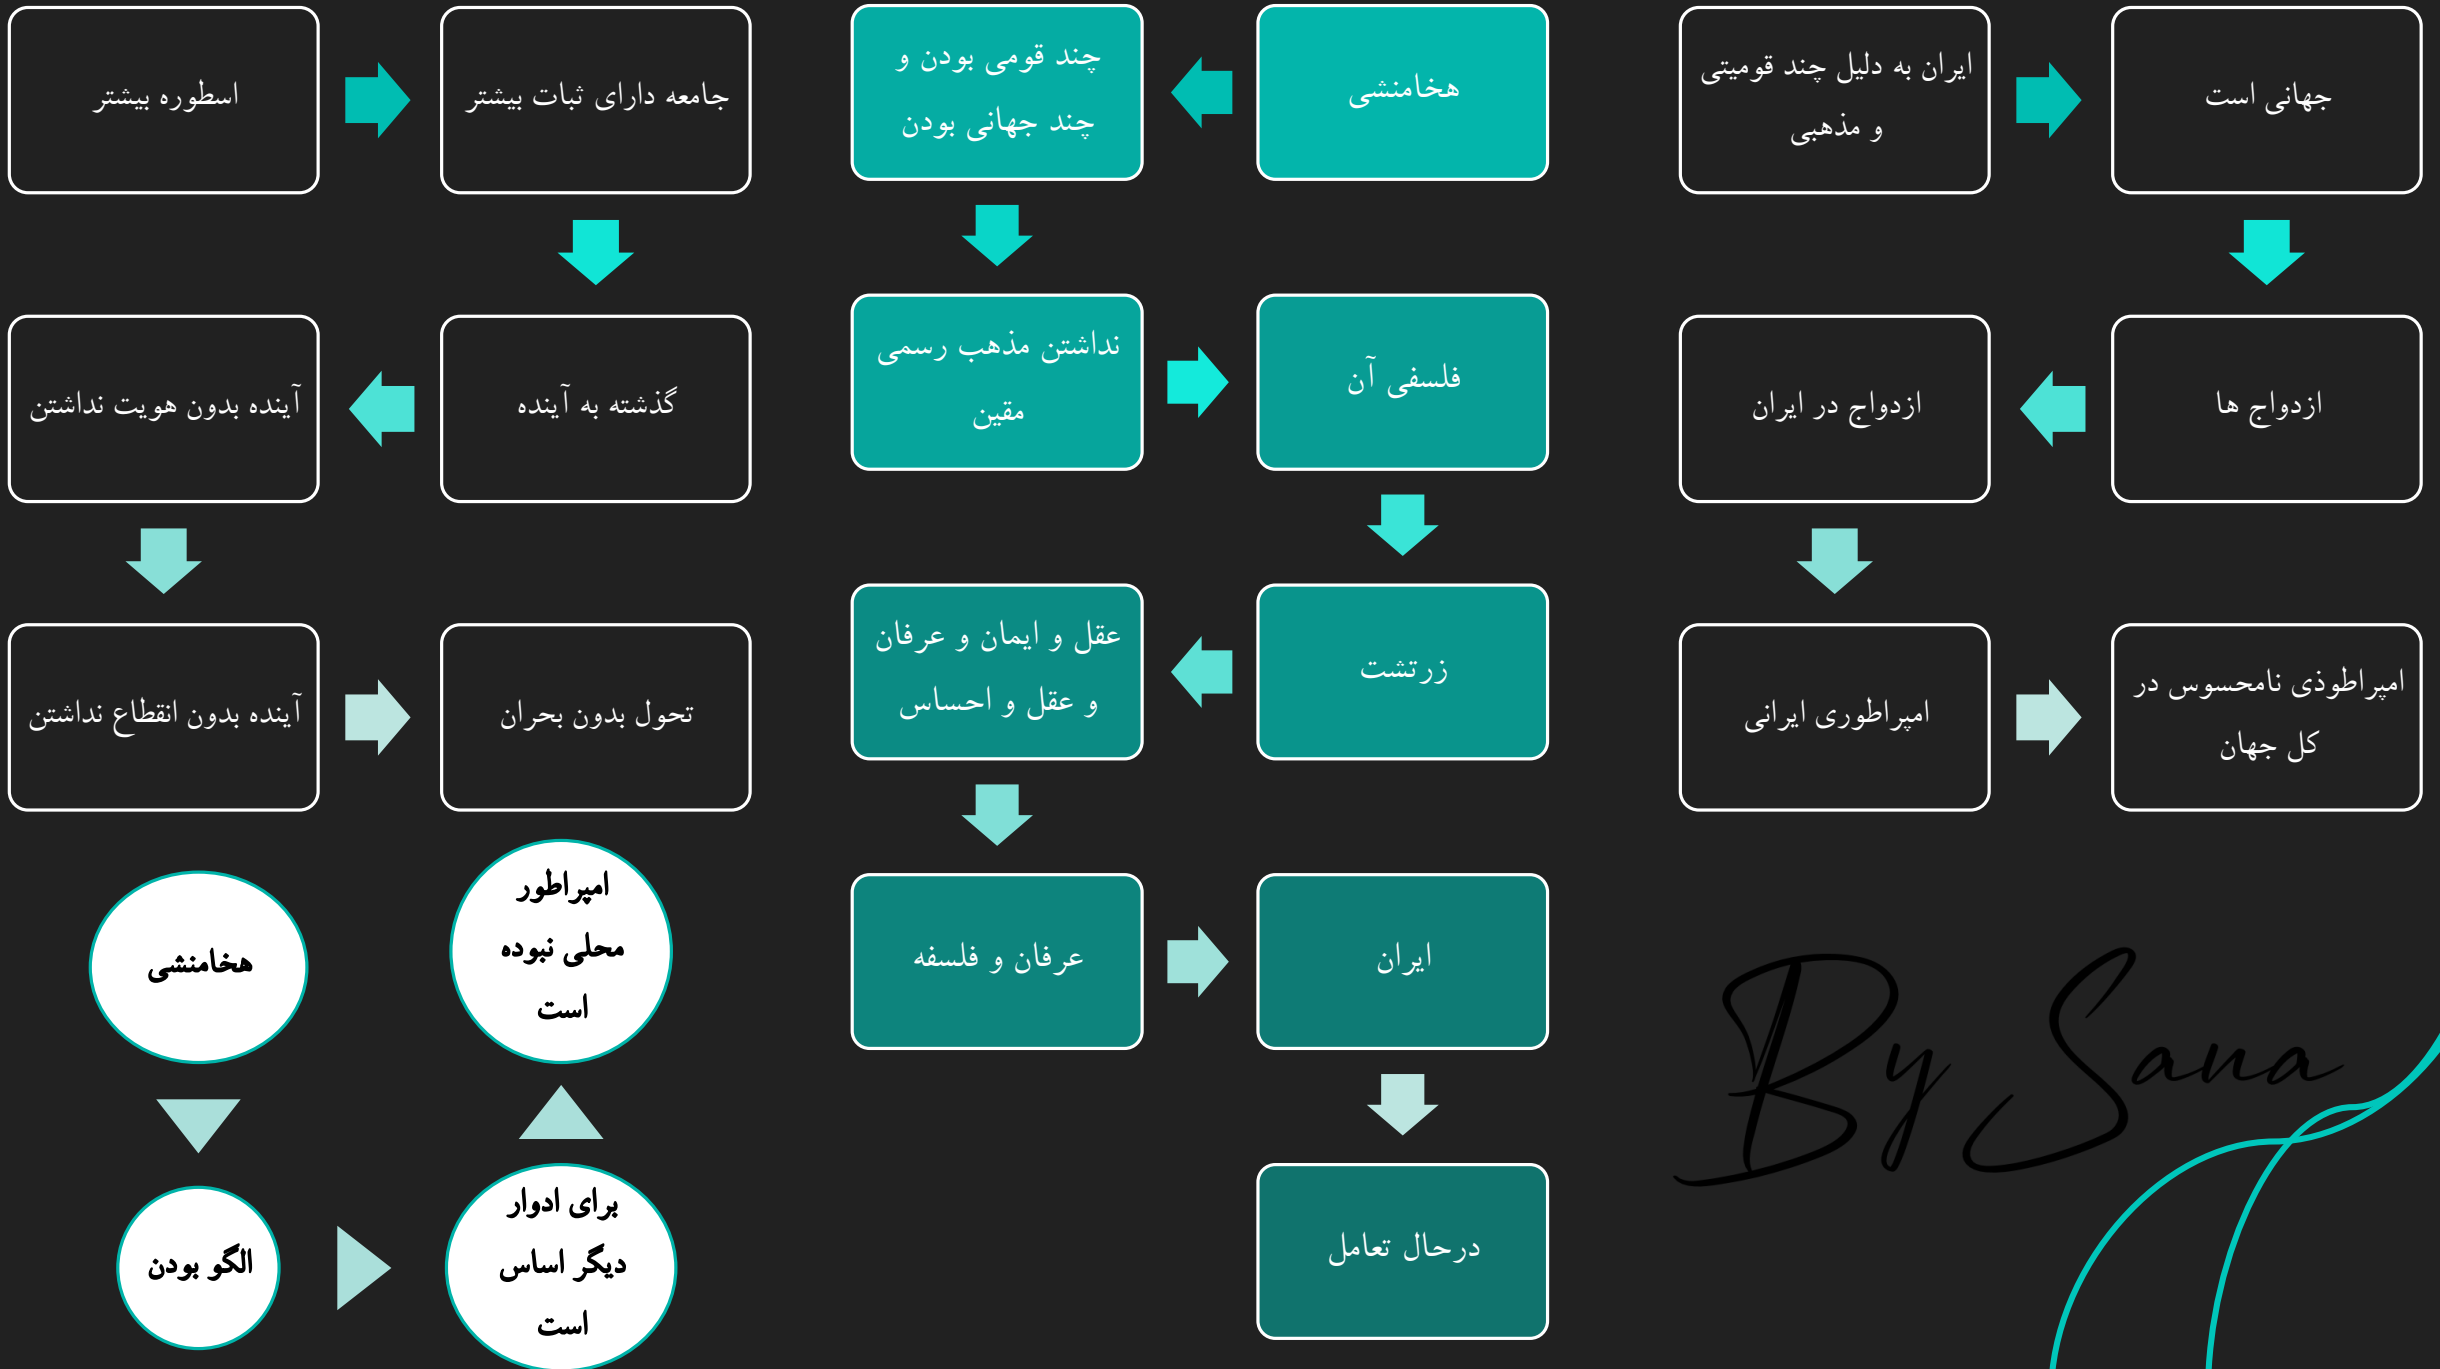 اسطوره بیشتر
جامعه دارای ثبات بیشتر
گذشته به آینده
آینده بدون هویت نداشتن
آینده بدون انقطاع نداشتن
تحول بدون بحران
هخامنشی
الگو بودن
برای ادوار
دیگر اساس
است
امپراطور
محلی نبوده
است
هخامنشی
چند قومی بودن و
چند جهانی بودن
نداشتن مذهب رسمی
مقین
فلسفی آن
زرتشت
عقل و ایمان و عرفان
و عقل و احساس
عرفان و فلسفه
ایران
درحال تعامل
ایران به دلیل چند قومیتی
و مذهبی
جهانی است
ازدواج ها
ازدواج در ایران
امپراطوری ایرانی
امپراطوذی نامحسوس در
کل جهان
By Sana